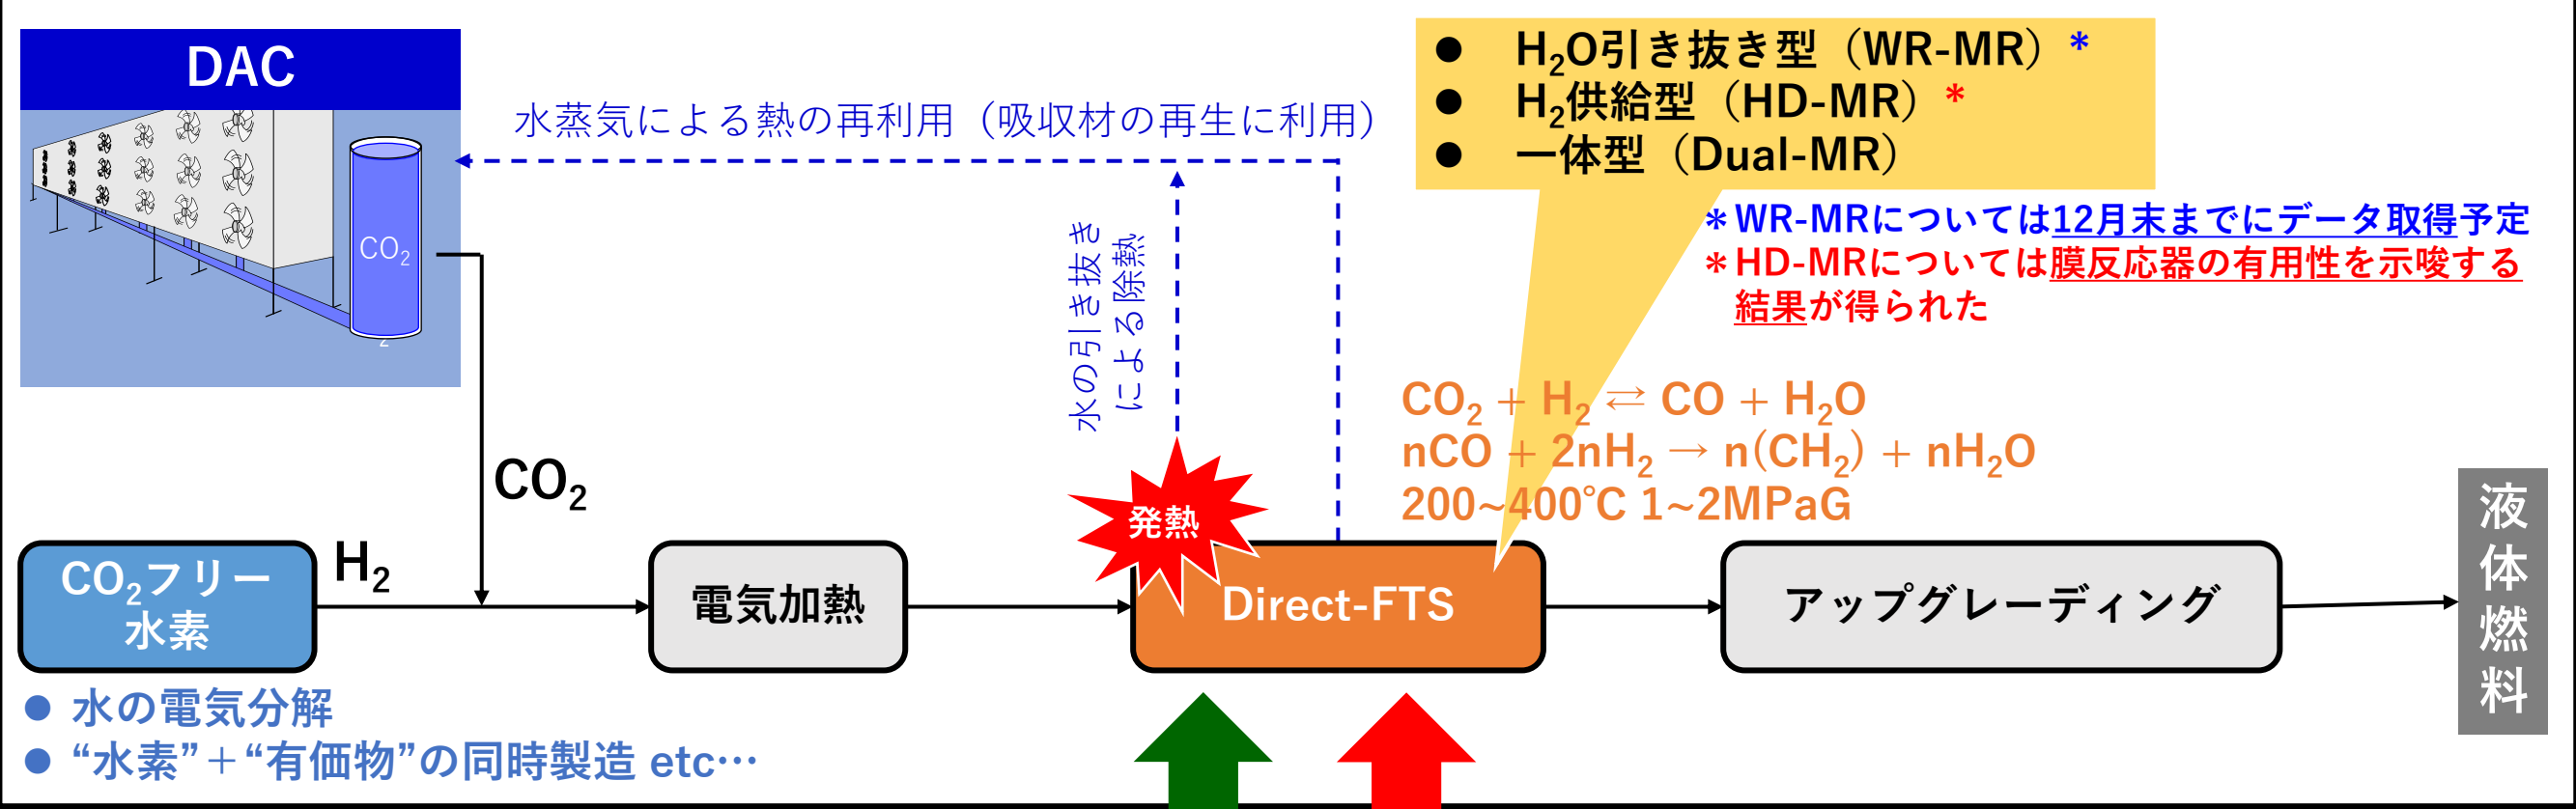 DAC
CO₂
2
水蒸気による熱の再利用（吸収材の再生に利用）
● H₂O引き抜き型（WR-MR）*
● H₂供給型（HD-MR）*
● 一体型（Dual-MR）
＊WR-MRについては12月末までにデータ取得予定
＊HD-MRについては膜反応器の有用性を示唆する
結果が得られた
水の引き抜き
による除熱
CO₂ + H₂ ⇄ CO + H₂O
nCO + 2nH₂ → n(CH₂) + nH₂O
200~400℃ 1~2MPaG
CO₂
発熱
CO₂フリー
水素
H₂
電気加熱
Direct-FTS
アップグレーディング
液体燃料
● 水の電気分解
● “水素”＋“有価物”の同時製造 etc…